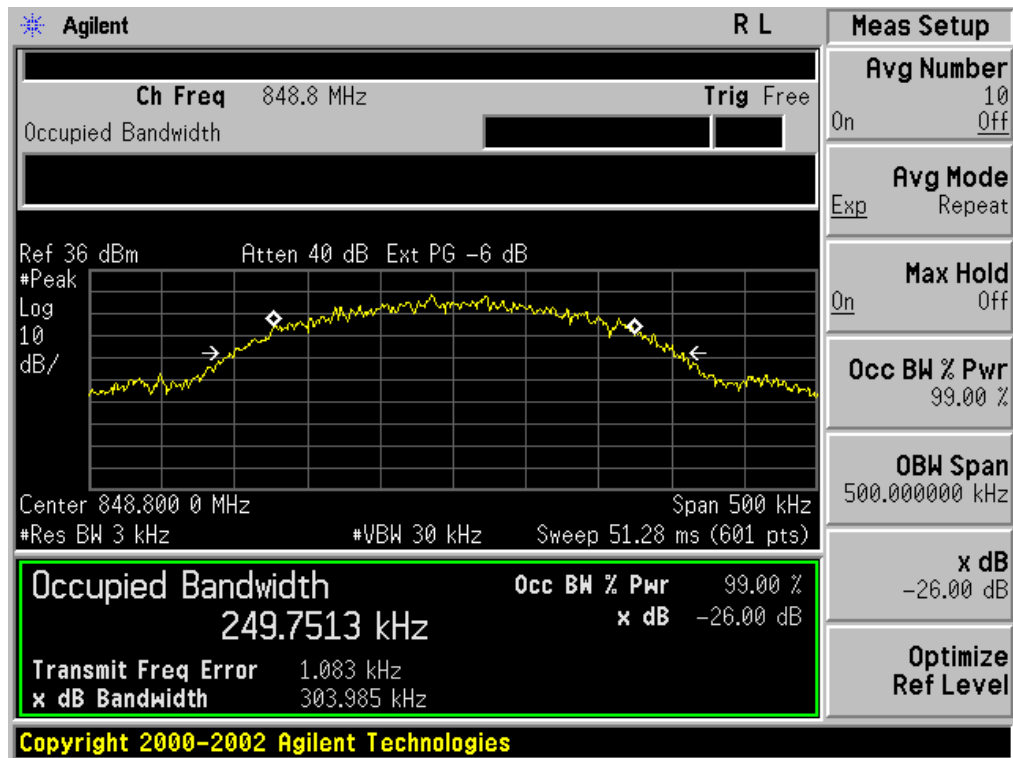 Agilent R L
Ch Freq 848.8 MHz Trig Free
Occupied Bandwidth
Ref 36 dBm Atten 40 dB Ext PG -6 dB
#Peak
Log
10
dB/
Center 848.800 0 MHz Span 500 kHz
#Res BW 3 kHz #VBW 30 kHz Sweep 51.28 ms (601 pts)
Occupied Bandwidth Occ BW % Pwr 99.00 %
249.7513 kHz x dB -26.00 dB
Transmit Freq Error 1.083 kHz
x dB Bandwidth 303.985 kHz
Copyright 2000-2002 Agilent Technologies
Meas Setup
Avg Number
10
On Off
Avg Mode
Exp Repeat
Max Hold
On Off
Occ BW % Pwr
99.00 %
OBW Span
500.000000 kHz
x dB
-26.00 dB
Optimize
Ref Level